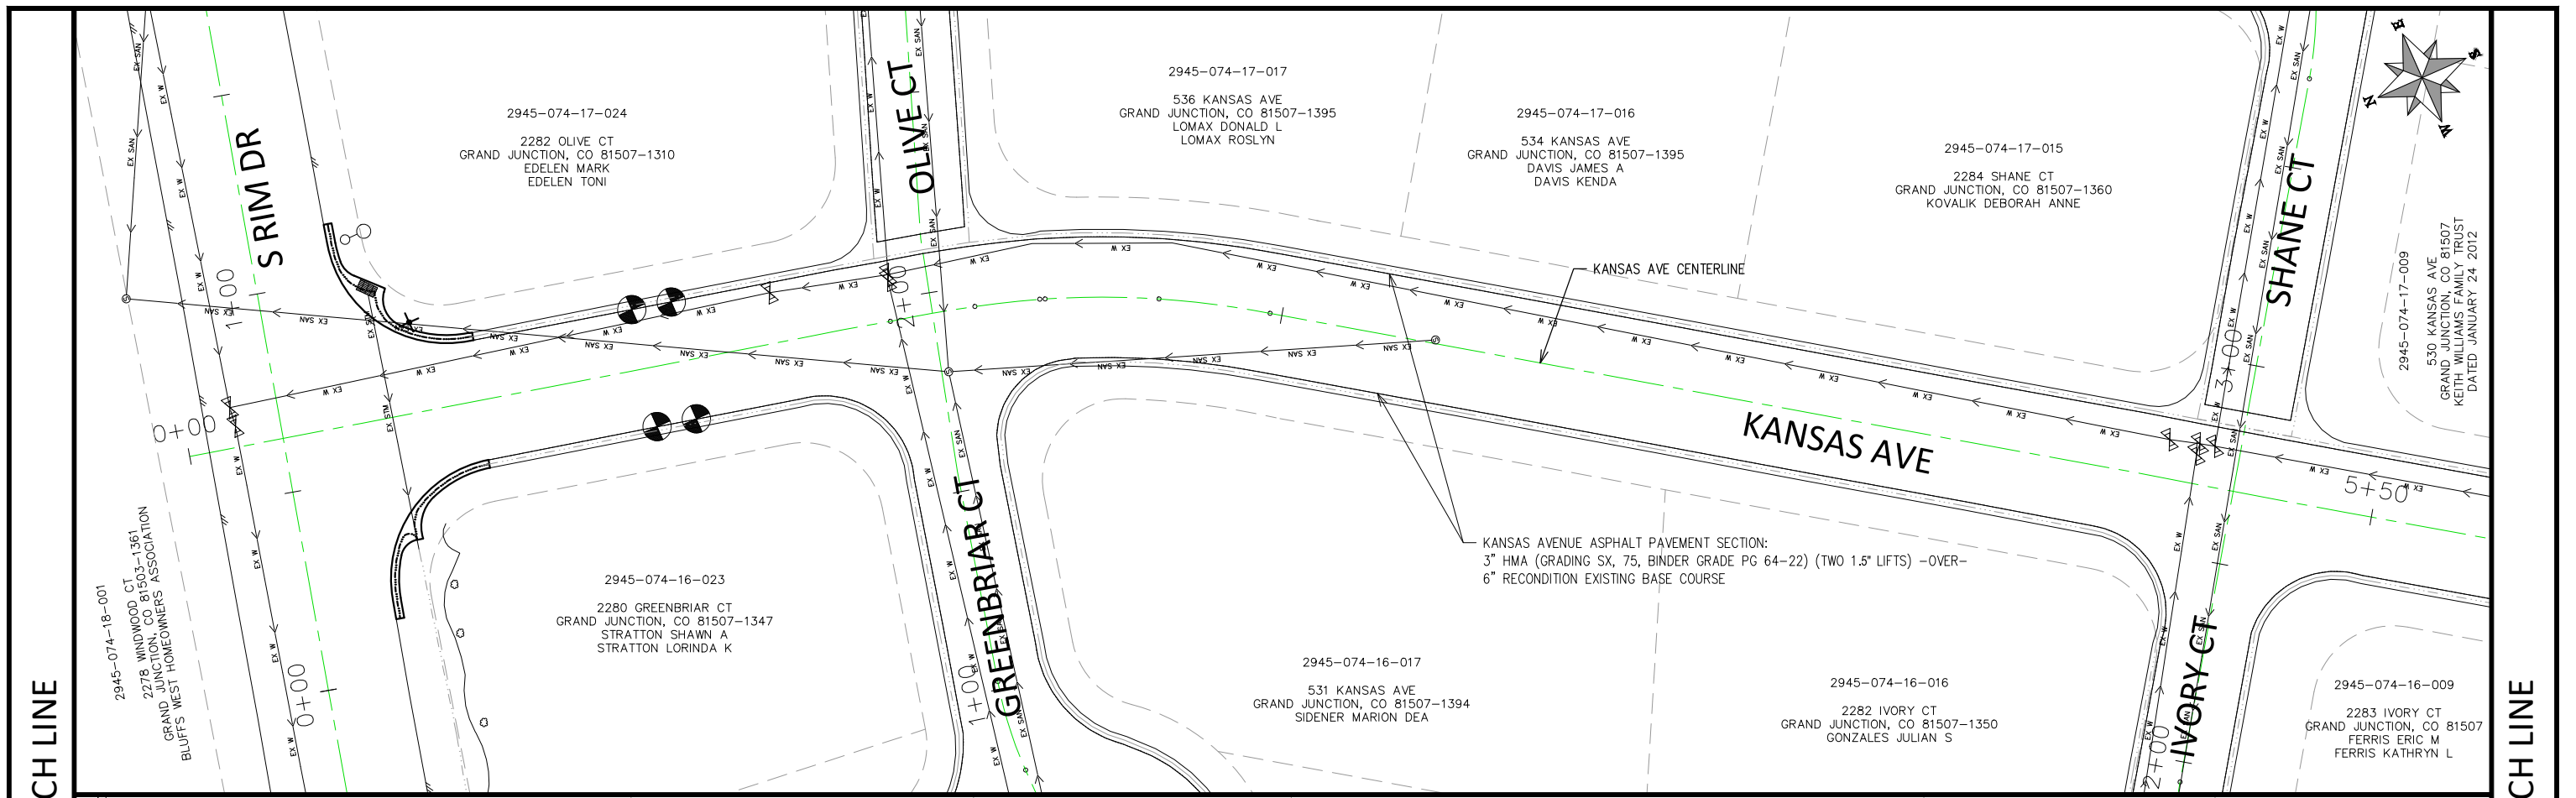 2945-074-17-024
2282 OLIVE CT
GRAND JUNCTION, CO 81507-1310
EDELEN MARK
EDELEN TONI
2945-074-17-017
536 KANSAS AVE
GRAND JUNCTION, CO 81507-1395
LOMAX DONALD L
LOMAX ROSLYN
2945-074-17-016
534 KANSAS AVE
GRAND JUNCTION, CO 81507-1395
DAVIS JAMES A
DAVIS KENDA
2945-074-17-015
2284 SHANE CT
GRAND JUNCTION, CO 81507-1360
KOVALIK DEBORAH ANNE
2945-074-17-009
530 KANSAS AVE
GRAND JUNCTION, CO 81507
KEITH WILLIAMS FAMILY TRUST
DATED JANUARY 24 2012
S RIM DR
OLIVE CT
SHANE CT
KANSAS AVE CENTERLINE
KANSAS AVE
GREENBRIAR CT
IVORY CT
1+00
0+00
0+00
2+00
1+00
3+00
5+50
2+00
EX SAN
EX W
EX STM
N
E
S
W
KANSAS AVENUE ASPHALT PAVEMENT SECTION:
3" HMA (GRADING SX, 75, BINDER GRADE PG 64-22) (TWO 1.5" LIFTS) -OVER-
6" RECONDITION EXISTING BASE COURSE
2945-074-18-001
2278 WINDWOOD CT
GRAND JUNCTION, CO 81503-1361
BLUFFS WEST HOMEOWNERS ASSOCIATION
2945-074-16-023
2280 GREENBRIAR CT
GRAND JUNCTION, CO 81507-1347
STRATTON SHAWN A
STRATTON LORINDA K
2945-074-16-017
531 KANSAS AVE
GRAND JUNCTION, CO 81507-1394
SIDENER MARION DEA
2945-074-16-016
2282 IVORY CT
GRAND JUNCTION, CO 81507-1350
GONZALES JULIAN S
2945-074-16-009
2283 IVORY CT
GRAND JUNCTION, CO 81507
FERRIS ERIC M
FERRIS KATHRYN L
CH LINE
CH LINE